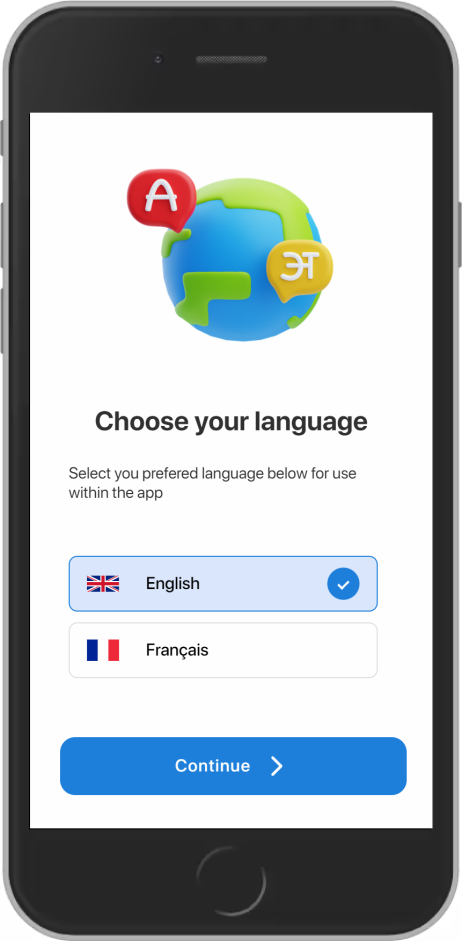 A
अ
Choose your language
Select you prefered language below for use
within the app
English
Français
Continue